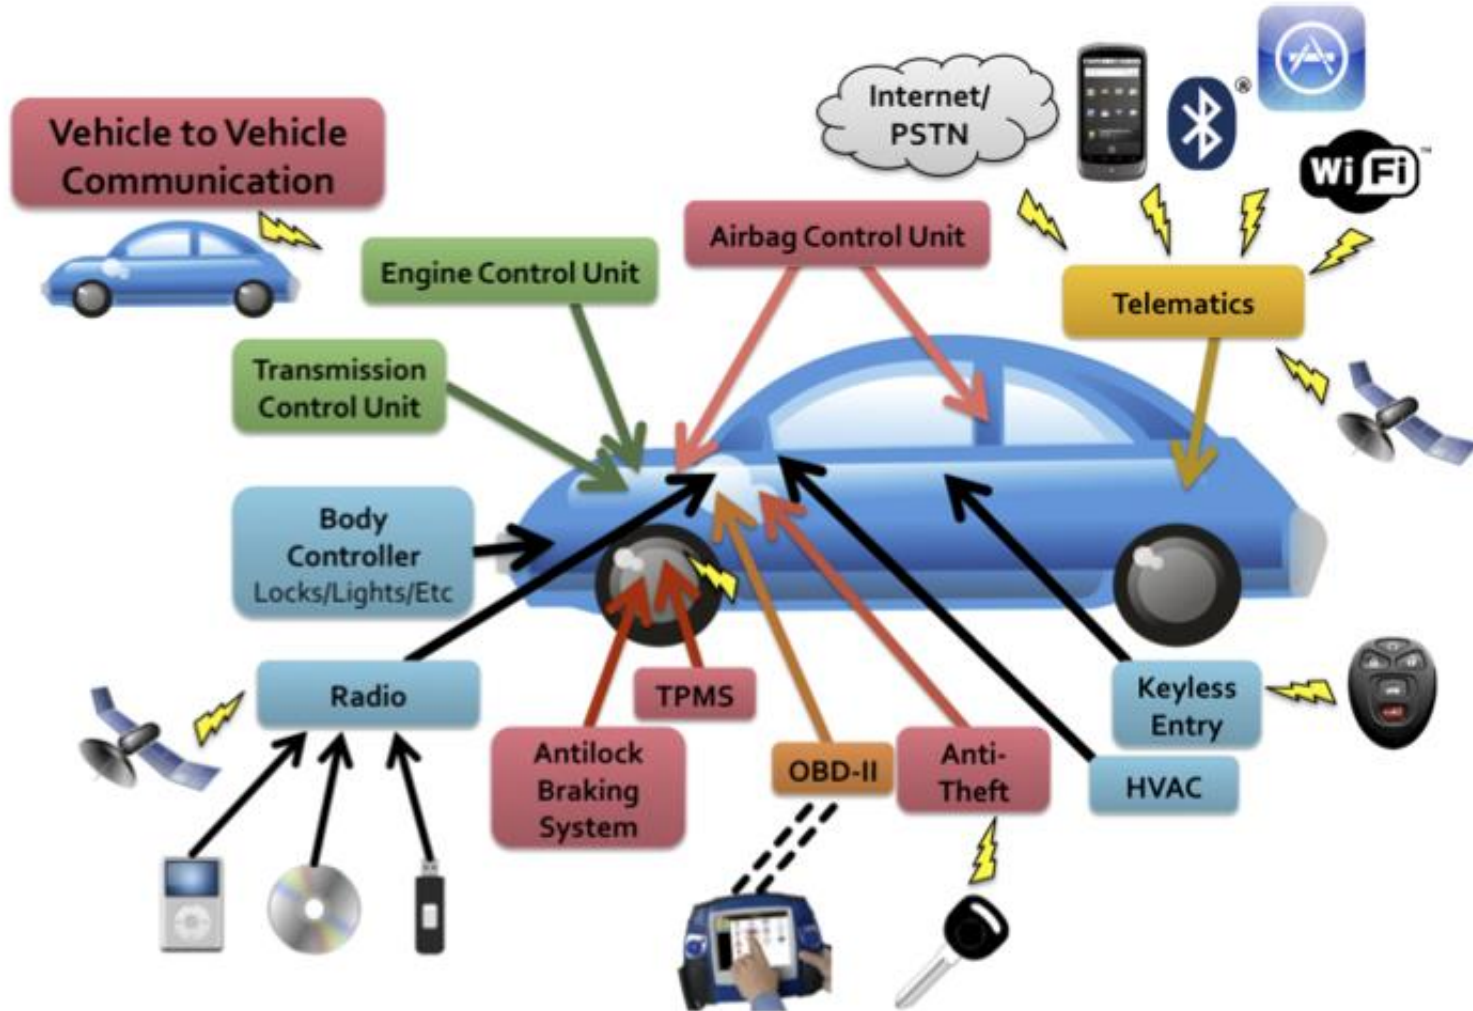 Internet/
PSTN
®
Wi Fi™
Vehicle to Vehicle
Communication
Airbag Control Unit
Engine Control Unit
Telematics
Transmission
Control Unit
Body
Controller
Locks/Lights/Etc
Radio
TPMS
Keyless
Entry
Antilock
Braking
System
OBD-II
Anti-
Theft
HVAC